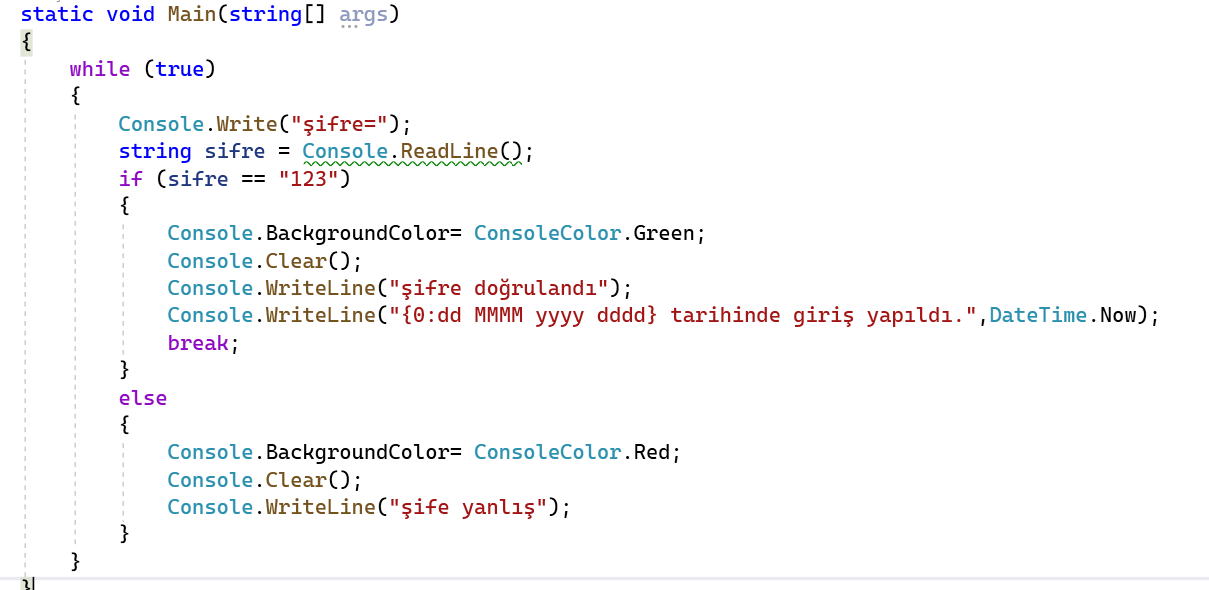 static void Main(string[] args)
{
while (true)
{
Console.Write("şifre=");
string sifre = Console.ReadLine();
if (sifre == "123")
{
Console.BackgroundColor= ConsoleColor.Green;
Console.Clear();
Console.WriteLine("şifre doğrulandı");
Console.WriteLine("{0:dd MMMM yyyy dddd} tarihinde giriş yapıldı.",DateTime.Now);
break;
}
else
{
Console.BackgroundColor= ConsoleColor.Red;
Console.Clear();
Console.WriteLine("şife yanlış");
}
}
}